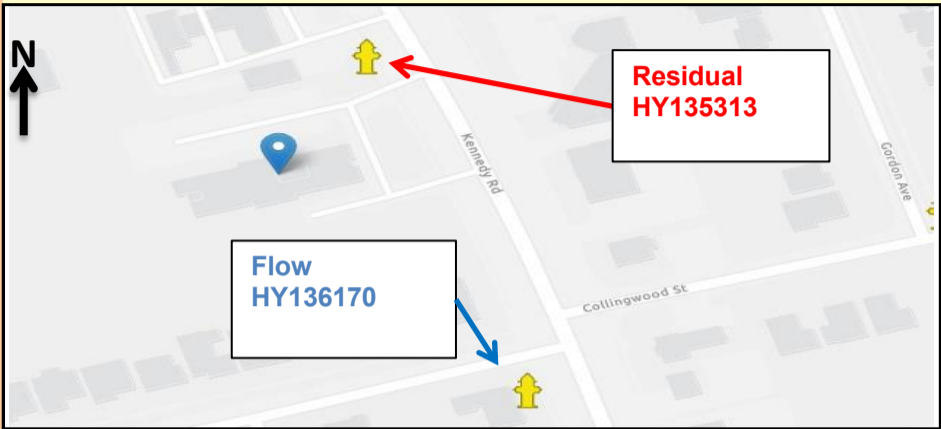 N
Residual
HY135313
Kennedy Rd
Gordon Ave
Flow
HY136170
Collingwood St